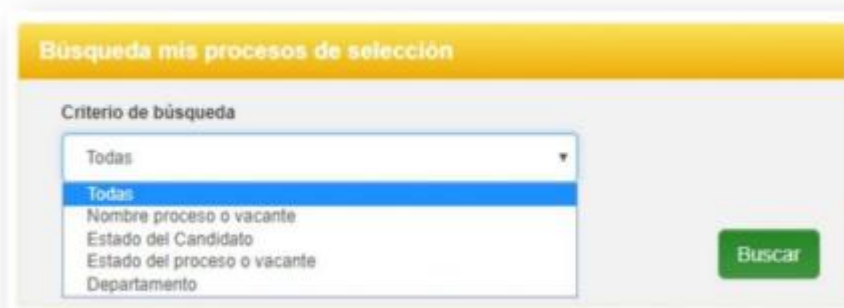 Búsqueda mis procesos de selección
Criterio de búsqueda
Todas
Todas
Nombre proceso o vacante
Estado del Candidato
Estado del proceso o vacante
Departamento
Buscar